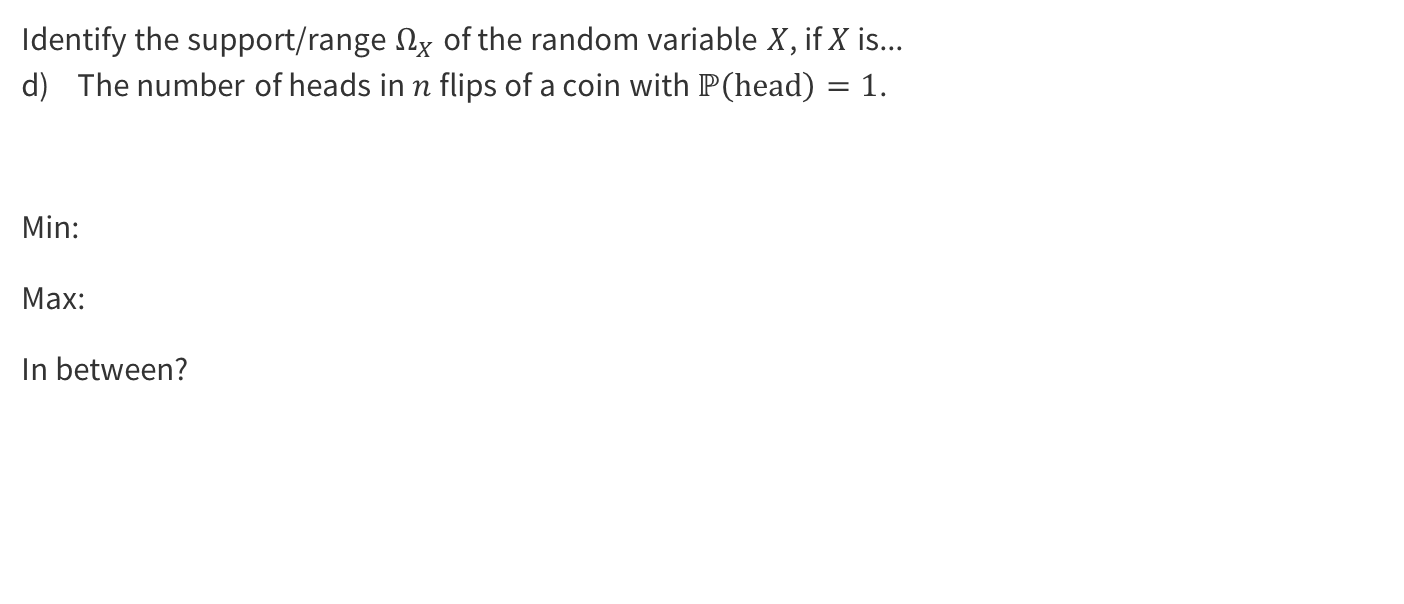 Identify the support/range Ω_X of the random variable X, if X is...
d) The number of heads in n flips of a coin with ℙ(head) = 1.
Min:
Max:
In between?